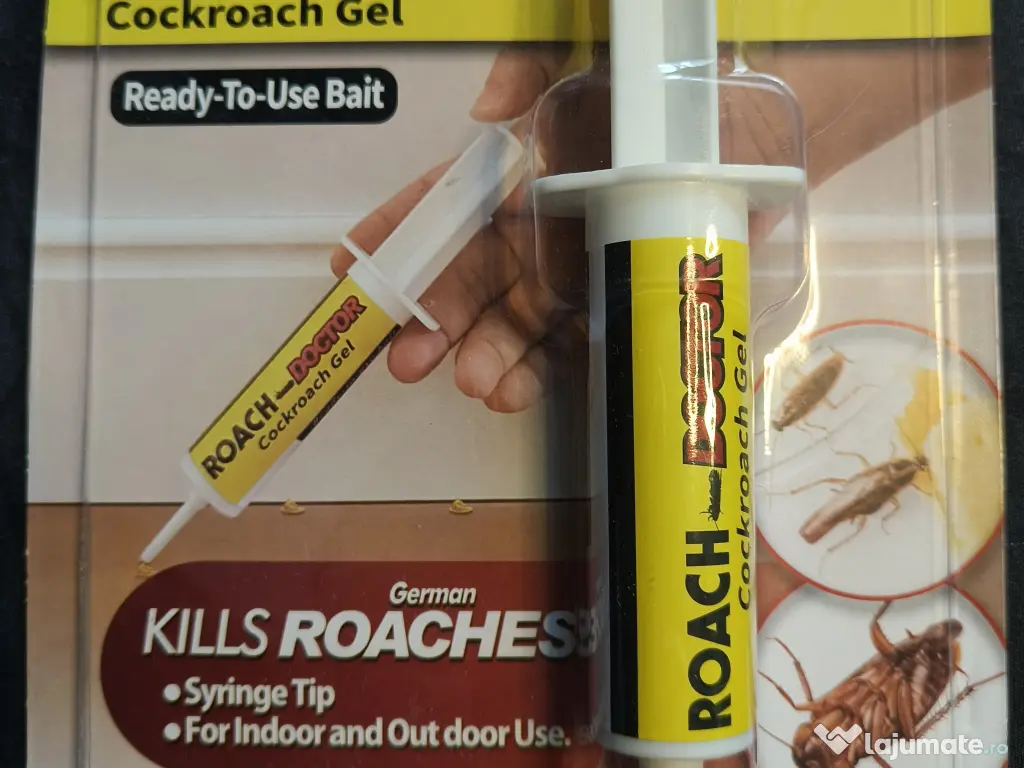 Cockroach Gel
Ready-To-Use Bait
ROACH DOCTOR
Cockroach Gel
ROACH DOCTOR
Cockroach Gel
German
KILLS ROACHES
•Syringe Tip
•For Indoor and Out door Use.
lajumate.ro